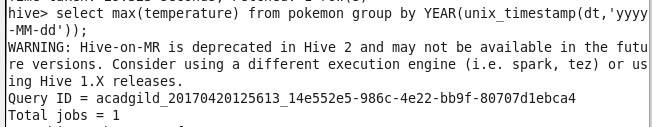 hive> select max(temperature) from pokemon group by YEAR(unix_timestamp(dt,'yyyy
-MM-dd'));
WARNING: Hive-on-MR is deprecated in Hive 2 and may not be available in the futu
re versions. Consider using a different execution engine (i.e. spark, tez) or us
ing Hive 1.X releases.
Query ID = acadgild_20170420125613_14e552e5-986c-4e22-bb9f-80707d1ebca4
Total jobs = 1